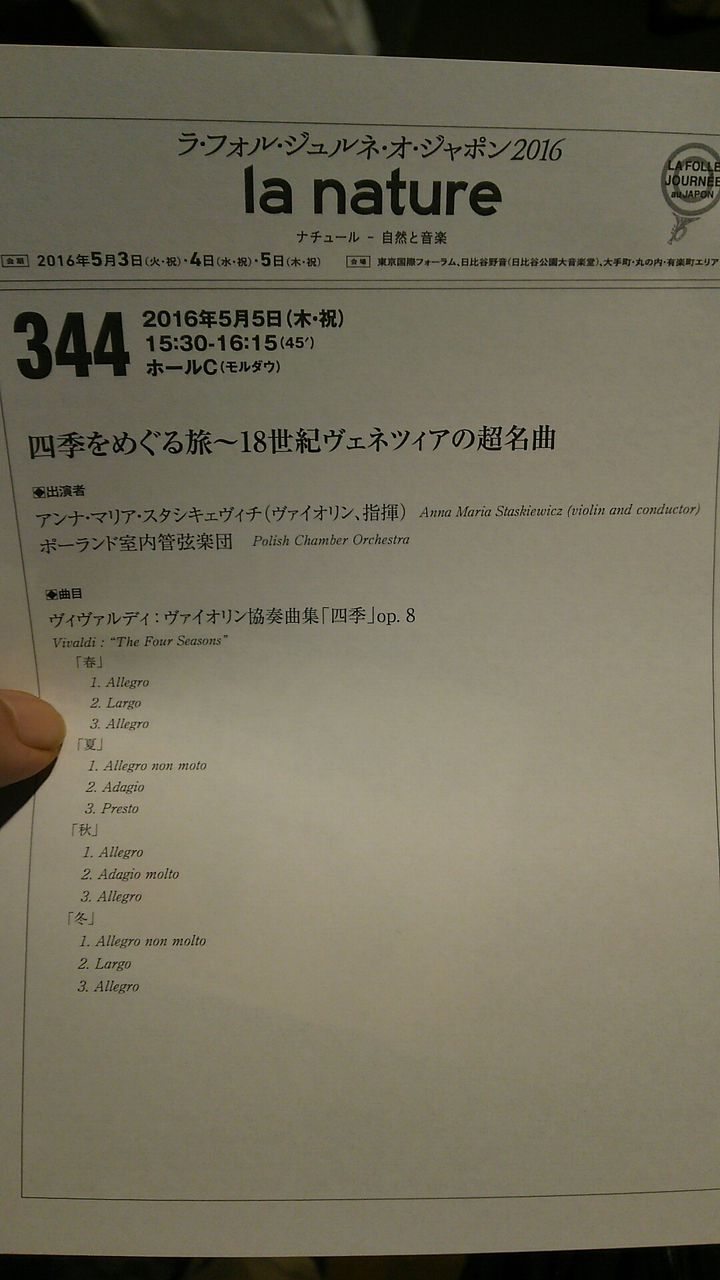 ラ・フォル・ジュルネ・オ・ジャポン2016
la nature
ナチュール － 自然と音楽
LA FOLLE
JOURNÉE
au JAPON
会期 2016年5月3日(火・祝)・4日(水・祝)・5日(木・祝) 会場 東京国際フォーラム、日比谷野音(日比谷公園大音楽堂)、大手町・丸の内・有楽町エリア
344
2016年5月5日(木・祝)
15:30-16:15(45′)
ホールC(モルダウ)
四季をめぐる旅～18世紀ヴェネツィアの超名曲
◆出演者
アンナ・マリア・スタシキェヴィチ(ヴァイオリン、指揮) Anna Maria Staskiewicz (violin and conductor)
ポーランド室内管弦楽団 Polish Chamber Orchestra
◆曲目
ヴィヴァルディ：ヴァイオリン協奏曲集「四季」op. 8
Vivaldi : “The Four Seasons”
「春」
1. Allegro
2. Largo
3. Allegro
「夏」
1. Allegro non moto
2. Adagio
3. Presto
「秋」
1. Allegro
2. Adagio molto
3. Allegro
「冬」
1. Allegro non molto
2. Largo
3. Allegro